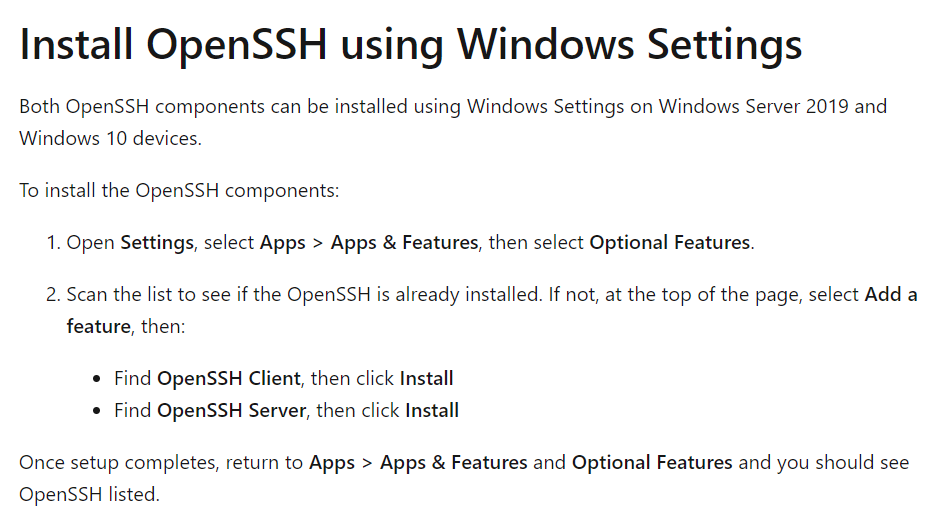 Install OpenSSH using Windows Settings
Both OpenSSH components can be installed using Windows Settings on Windows Server 2019 and
Windows 10 devices.
To install the OpenSSH components:
1. Open Settings, select Apps > Apps & Features, then select Optional Features.
2. Scan the list to see if the OpenSSH is already installed. If not, at the top of the page, select Add a
feature, then:
• Find OpenSSH Client, then click Install
• Find OpenSSH Server, then click Install
Once setup completes, return to Apps > Apps & Features and Optional Features and you should see
OpenSSH listed.